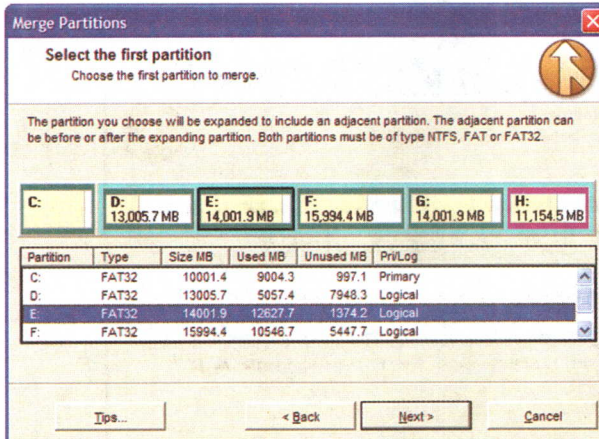 Merge Partitions
Select the first partition
Choose the first partition to merge.
The partition you choose will be expanded to include an adjacent partition. The adjacent partition can
be before or after the expanding partition. Both partitions must be of type NTFS, FAT or FAT32.
C: D: E: F: G: H:
13,005.7 MB 14,001.9 MB 15,994.4 MB 14,001.9 MB 11,154.5 MB
Partition Type Size MB Used MB Unused MB Pri/Log
C: FAT32 10001.4 9004.3 997.1 Primary
D: FAT32 13005.7 5057.4 7948.3 Logical
E: FAT32 14001.9 12627.7 1374.2 Logical
F: FAT32 15994.4 10546.7 5447.7 Logical
Tips... < Back Next > Cancel